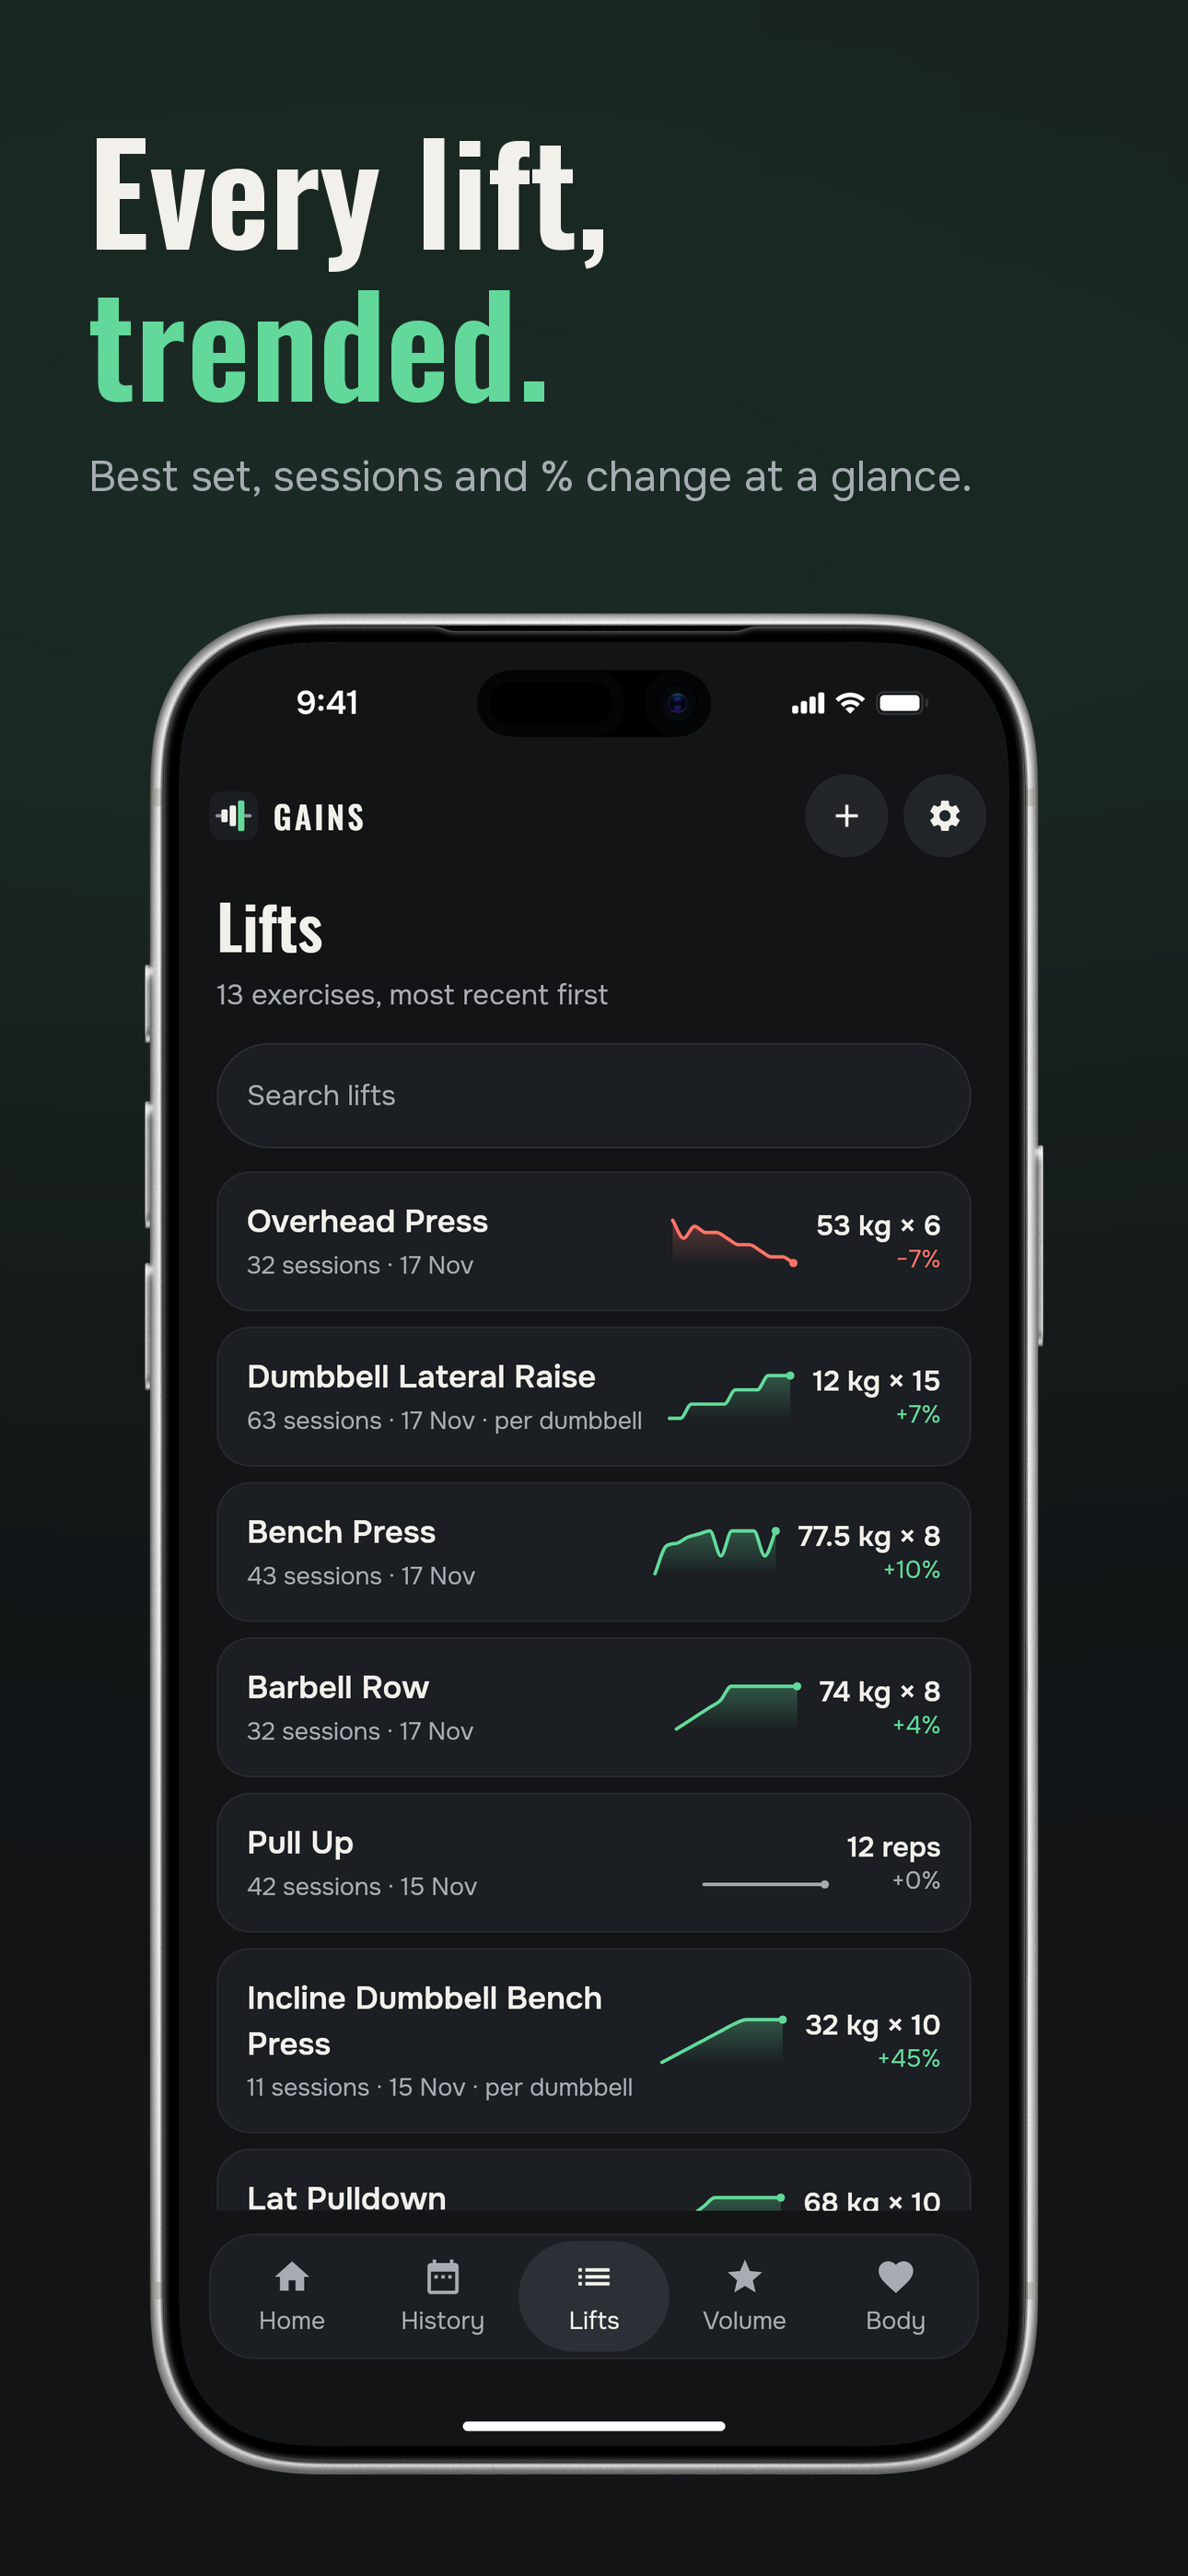 Every lift,
trended.
Best set, sessions and % change at a glance.
9:41
GAINS
Lifts
13 exercises, most recent first
Search lifts
Overhead Press
53 kg × 6
32 sessions · 17 Nov
−7%
Dumbbell Lateral Raise
12 kg × 15
63 sessions · 17 Nov · per dumbbell
+7%
Bench Press
77.5 kg × 8
43 sessions · 17 Nov
+10%
Barbell Row
74 kg × 8
32 sessions · 17 Nov
+4%
Pull Up
12 reps
42 sessions · 15 Nov
+0%
Incline Dumbbell Bench
Press
32 kg × 10
11 sessions · 15 Nov · per dumbbell
+45%
Lat Pulldown
68 kg × 10
Home
History
Lifts
Volume
Body